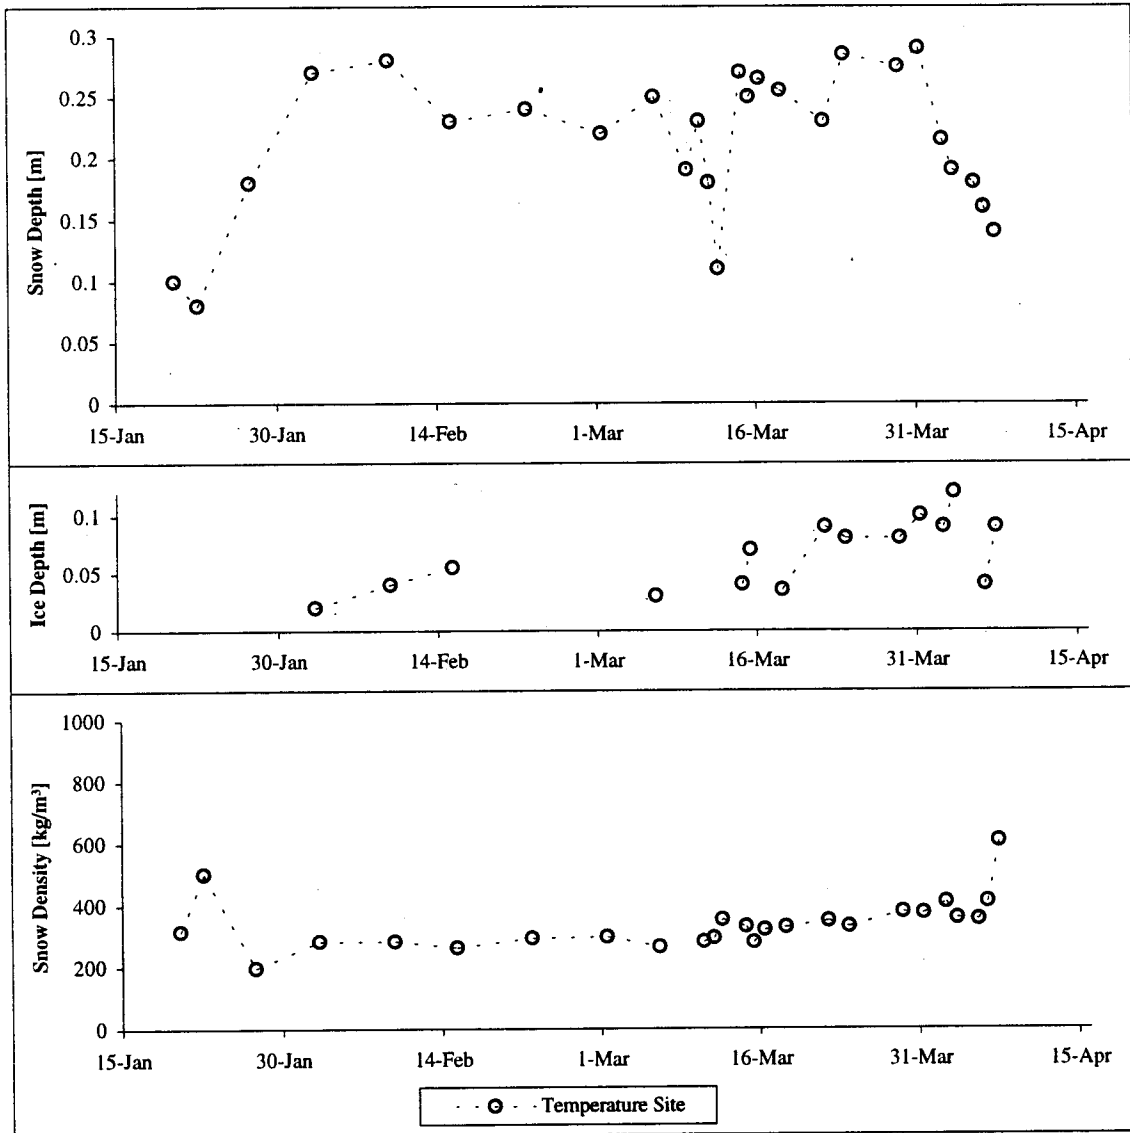 Snow Depth [m]
0.3
0.25
0.2
0.15
0.1
0.05
0
15-Jan 30-Jan 14-Feb 1-Mar 16-Mar 31-Mar 15-Apr
Ice Depth [m]
0.1
0.05
0
15-Jan 30-Jan 14-Feb 1-Mar 16-Mar 31-Mar 15-Apr
Snow Density [kg/m³]
1000
800
600
400
200
0
15-Jan 30-Jan 14-Feb 1-Mar 16-Mar 31-Mar 15-Apr
Temperature Site